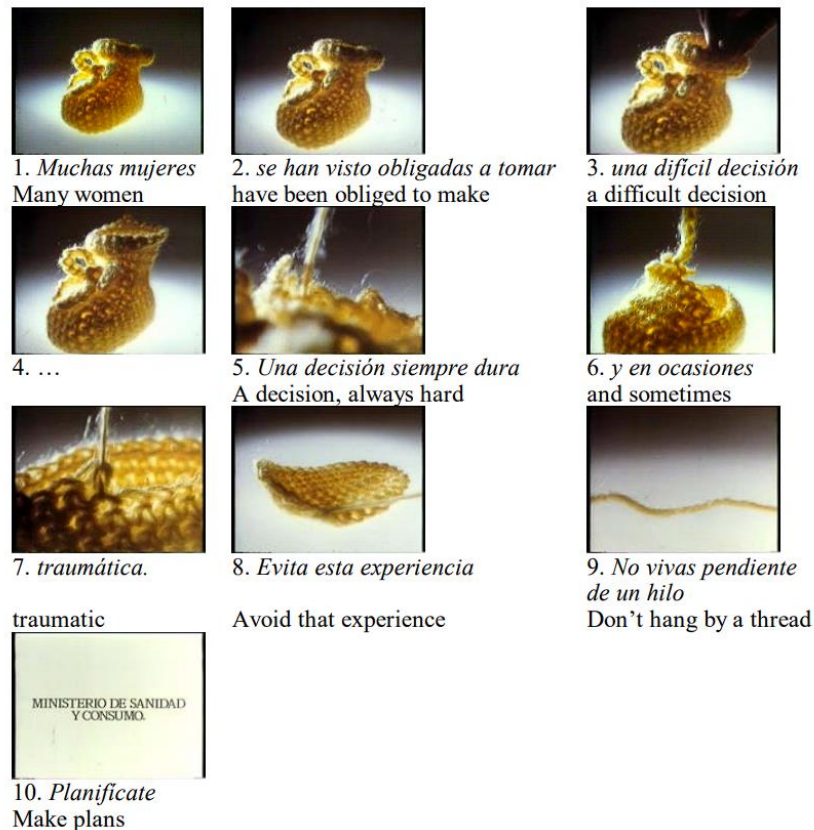 1. Muchas mujeres
Many women
2. se han visto obligadas a tomar
have been obliged to make
3. una difícil decisión
a difficult decision
4. …
5. Una decisión siempre dura
A decision, always hard
6. y en ocasiones
and sometimes
7. traumática.
traumatic
8. Evita esta experiencia
Avoid that experience
9. No vivas pendiente
de un hilo
Don’t hang by a thread
MINISTERIO DE SANIDAD
Y CONSUMO.
10. Planifícate
Make plans